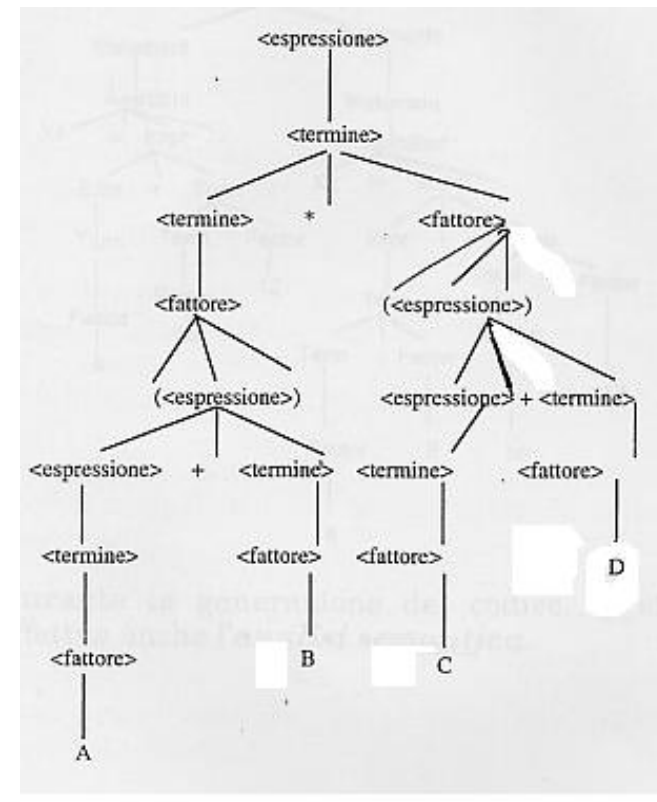 <espressione>
<termine>
<termine> * <fattore>
<fattore> (<espressione>)
(<espressione>) <espressione> + <termine>
<espressione> + <termine> <termine> <fattore>
<termine> <fattore> <fattore> D
<fattore> B C
A